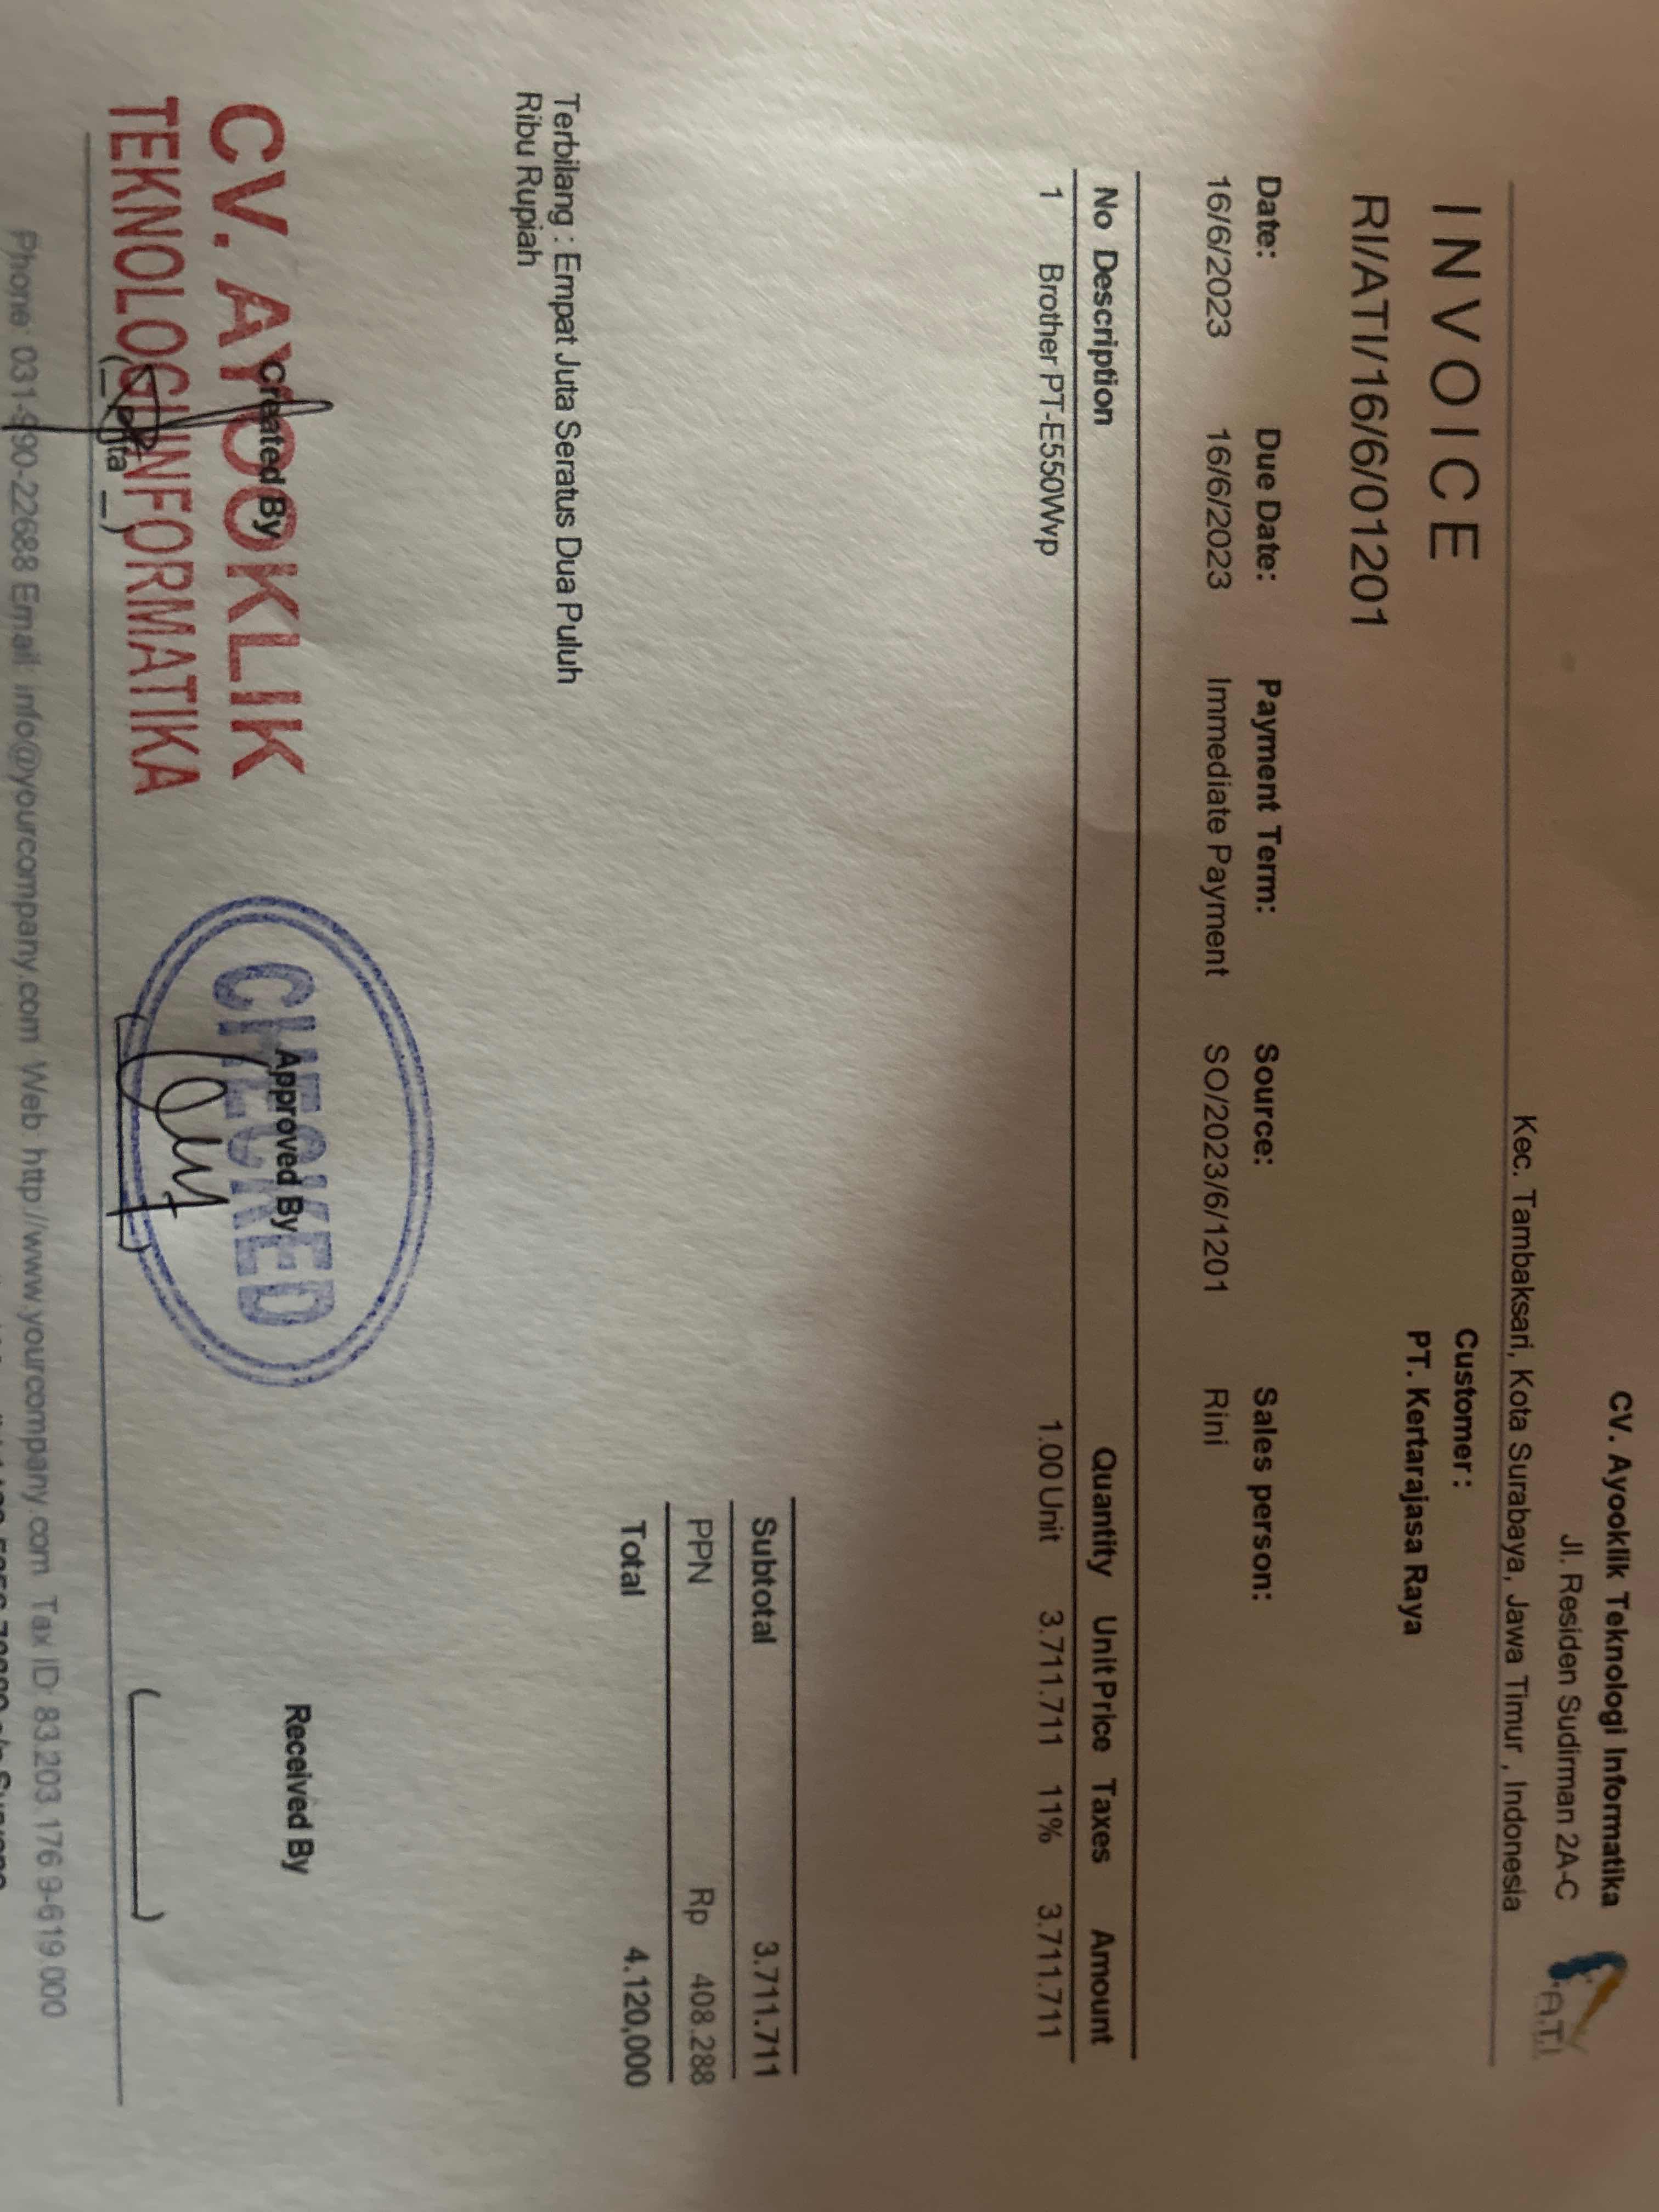 CV. Ayooklik Teknologi Informatika
Jl. Residen Sudirman 2A-C
Kec. Tambaksari, Kota Surabaya, Jawa Timur , Indonesia
A.T.I
INVOICE
RI/ATI/16/6/01201
Customer:
PT. Kertarajasa Raya
Date: Due Date: Payment Term: Source: Sales person:
16/6/2023 16/6/2023 Immediate Payment SO/2023/6/1201 Rini
No Description Quantity Unit Price Taxes Amount
1 Brother PT-E550Wvp 1.00 Unit 3.711.711 11% 3.711.711
Subtotal 3.711.711
PPN Rp 408.288
Total 4.120,000
Terbilang : Empat Juta Seratus Dua Puluh
Ribu Rupiah
Created By Approved By Received By
CV. AYOOKLIK
TEKNOLOGI INFORMATIKA
CHECKED
Phone: 031-990-22688 Email: info@yourcompany.com Web: http://www.yourcompany.com Tax ID: 83.203.176.9-619.000